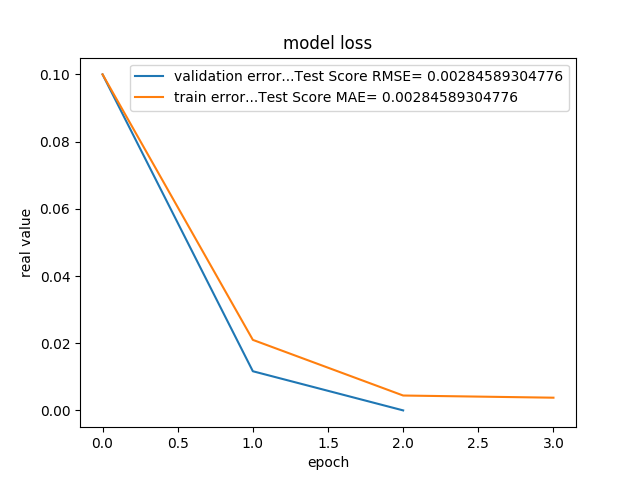 model loss
validation error...Test Score RMSE= 0.00284589304776
train error...Test Score MAE= 0.00284589304776
0.10
0.08
0.06
0.04
0.02
0.00
real value
0.0 0.5 1.0 1.5 2.0 2.5 3.0
epoch